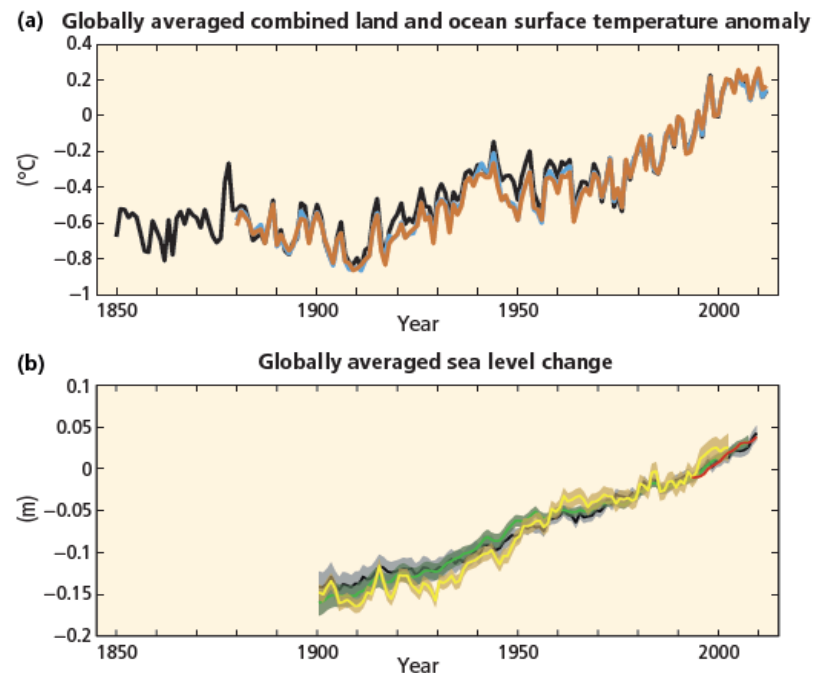 (a) Globally averaged combined land and ocean surface temperature anomaly
0.4
0.2
0
−0.2
(°C)
−0.4
−0.6
−0.8
−1
1850 1900 1950 2000
Year
(b) Globally averaged sea level change
0.1
0.05
0
(m)
−0.05
−0.1
−0.15
−0.2
1850 1900 1950 2000
Year